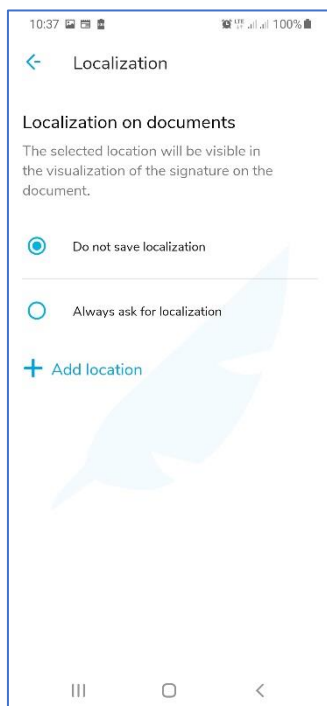 10:37 LTE 100%
Localization
Localization on documents
The selected location will be visible in
the visualization of the signature on the
document.
Do not save localization
Always ask for localization
Add location